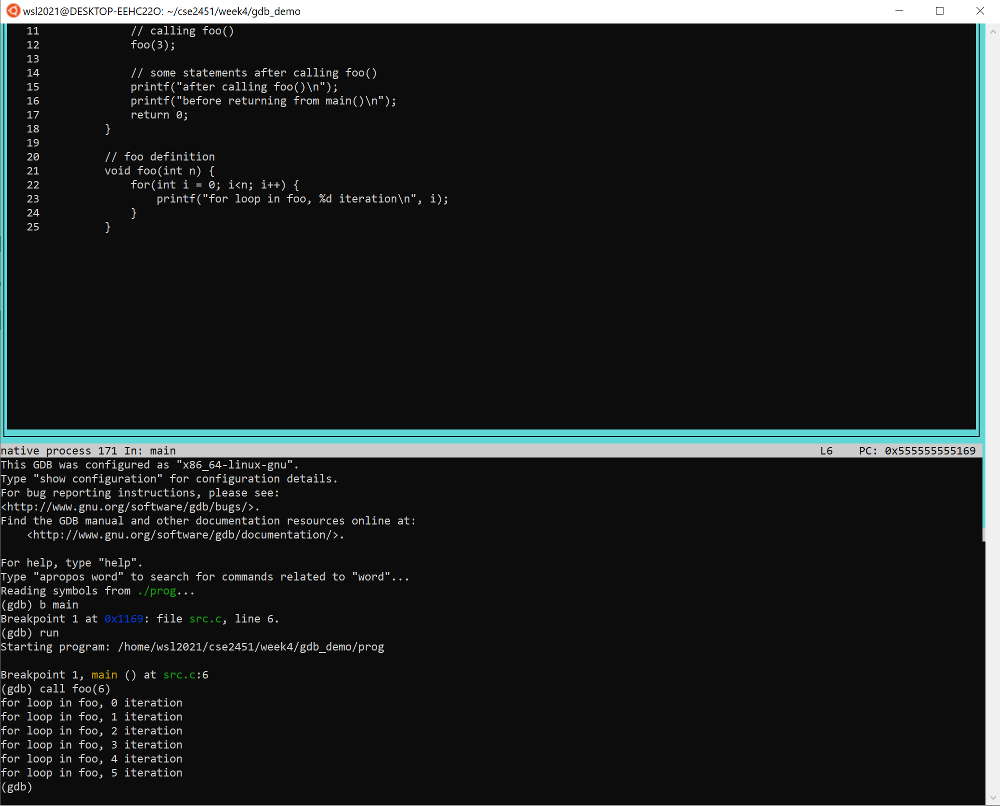 wsl2021@DESKTOP-EEHC22O: ~/cse2451/week4/gdb_demo
11              // calling foo()
12              foo(3);
13
14              // some statements after calling foo()
15              printf("after calling foo()\n");
16              printf("before returning from main()\n");
17              return 0;
18          }
19
20          // foo definition
21          void foo(int n) {
22              for(int i = 0; i<n; i++) {
23                  printf("for loop in foo, %d iteration\n", i);
24              }
25          }
native process 171 In: main    L6    PC: 0x555555555169
This GDB was configured as "x86_64-linux-gnu".
Type "show configuration" for configuration details.
For bug reporting instructions, please see:
<http://www.gnu.org/software/gdb/bugs/>.
Find the GDB manual and other documentation resources online at:
    <http://www.gnu.org/software/gdb/documentation/>.
For help, type "help".
Type "apropos word" to search for commands related to "word"...
Reading symbols from ./prog...
(gdb) b main
Breakpoint 1 at 0x1169: file src.c, line 6.
(gdb) run
Starting program: /home/wsl2021/cse2451/week4/gdb_demo/prog
Breakpoint 1, main () at src.c:6
(gdb) call foo(6)
for loop in foo, 0 iteration
for loop in foo, 1 iteration
for loop in foo, 2 iteration
for loop in foo, 3 iteration
for loop in foo, 4 iteration
for loop in foo, 5 iteration
(gdb)